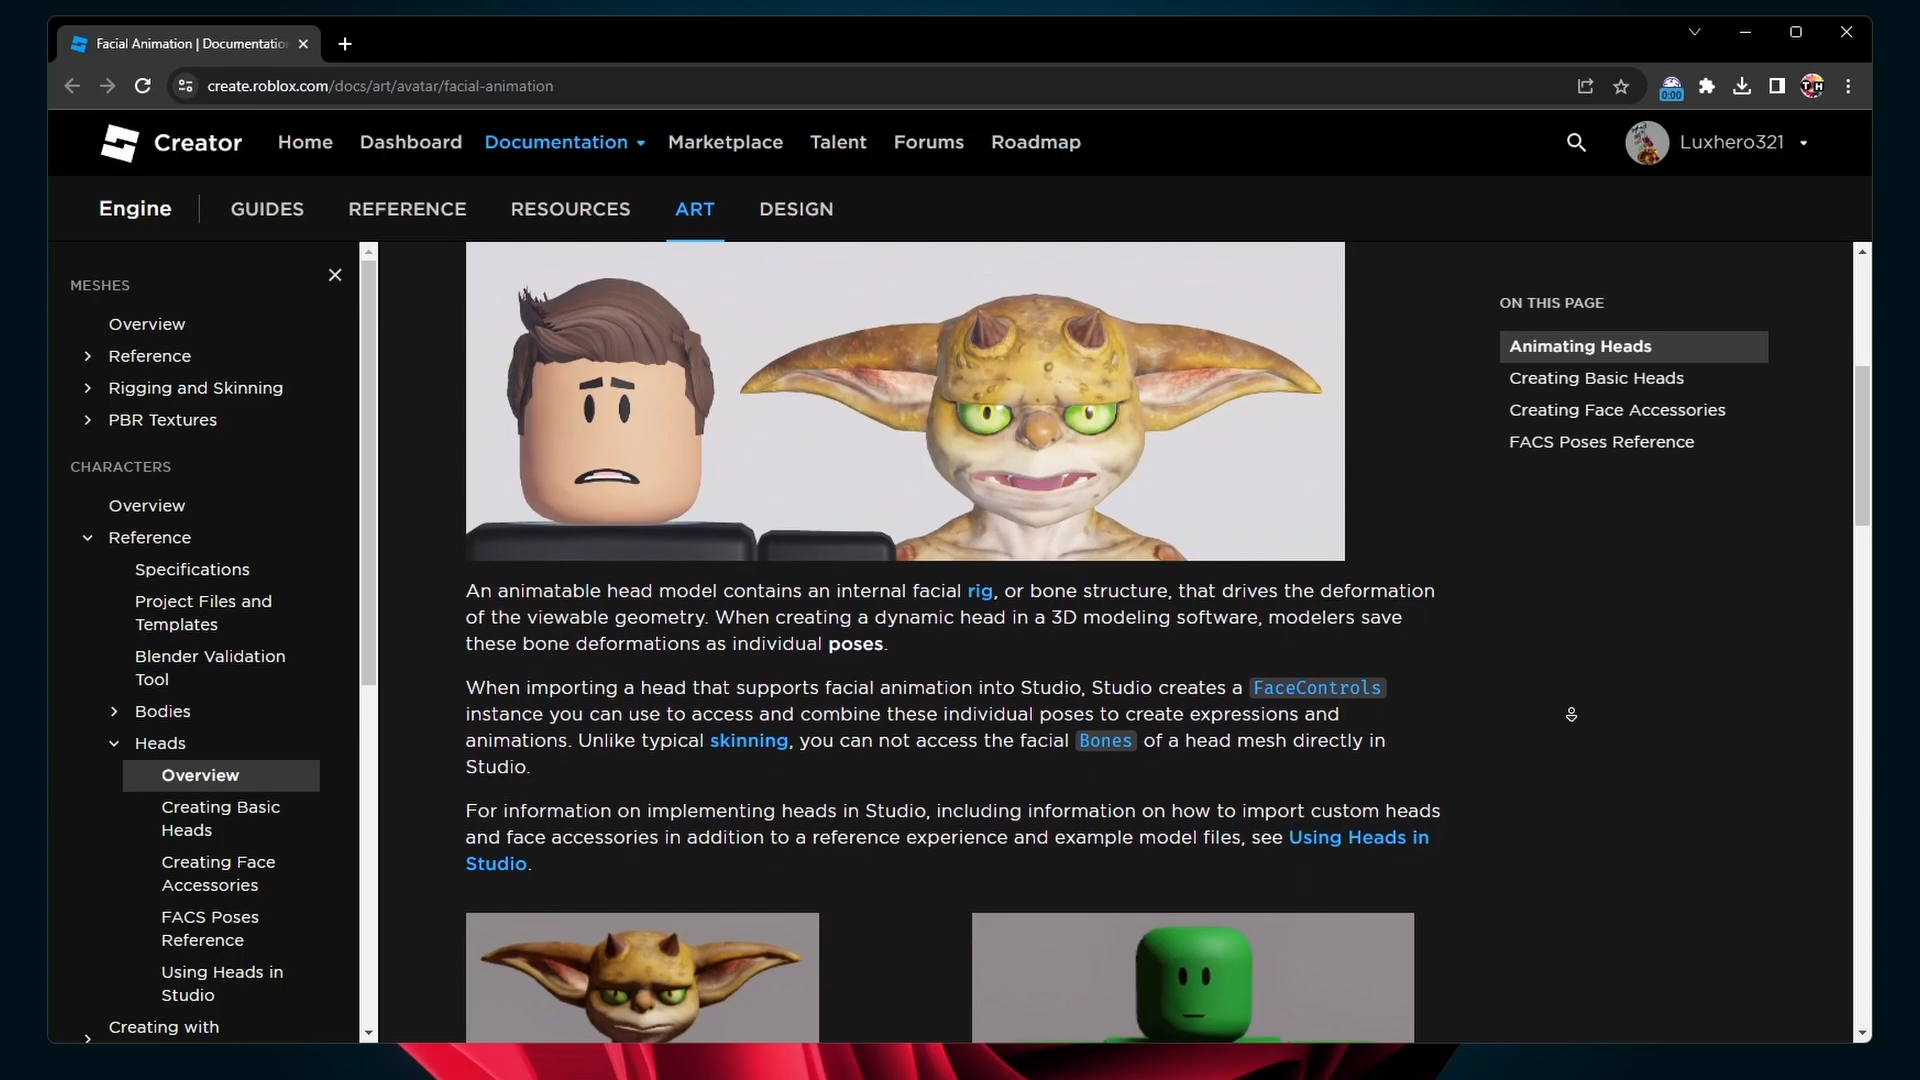 Facial Animation | Documentatio
create.roblox.com/docs/art/avatar/facial-animation
0:00
TH
Creator
Home
Dashboard
Documentation
Marketplace
Talent
Forums
Roadmap
Luxhero321
Engine
GUIDES
REFERENCE
RESOURCES
ART
DESIGN
MESHES
Overview
Reference
Rigging and Skinning
PBR Textures
CHARACTERS
Overview
Reference
Specifications
Project Files and
Templates
Blender Validation
Tool
Bodies
Heads
Overview
Creating Basic
Heads
Creating Face
Accessories
FACS Poses
Reference
Using Heads in
Studio
Creating with
An animatable head model contains an internal facial rig, or bone structure, that drives the deformation
of the viewable geometry. When creating a dynamic head in a 3D modeling software, modelers save
these bone deformations as individual poses.
When importing a head that supports facial animation into Studio, Studio creates a FaceControls
instance you can use to access and combine these individual poses to create expressions and
animations. Unlike typical skinning, you can not access the facial Bones of a head mesh directly in
Studio.
For information on implementing heads in Studio, including information on how to import custom heads
and face accessories in addition to a reference experience and example model files, see Using Heads in
Studio.
ON THIS PAGE
Animating Heads
Creating Basic Heads
Creating Face Accessories
FACS Poses Reference